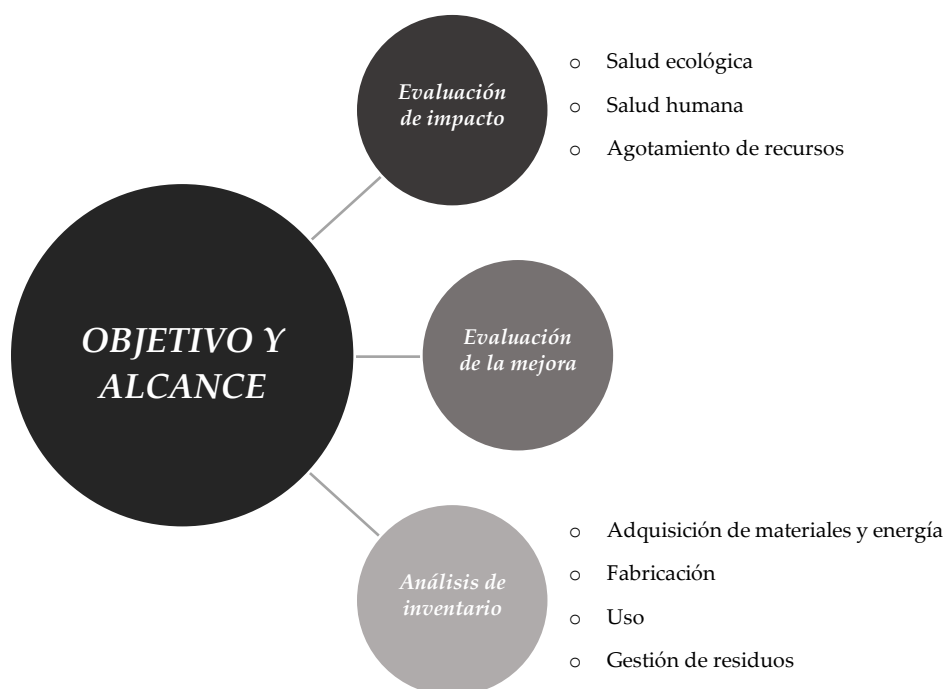 Evaluación
de impacto
o Salud ecológica
o Salud humana
o Agotamiento de recursos
OBJETIVO Y
ALCANCE
Evaluación
de la mejora
Análisis de
inventario
o Adquisición de materiales y energía
o Fabricación
o Uso
o Gestión de residuos